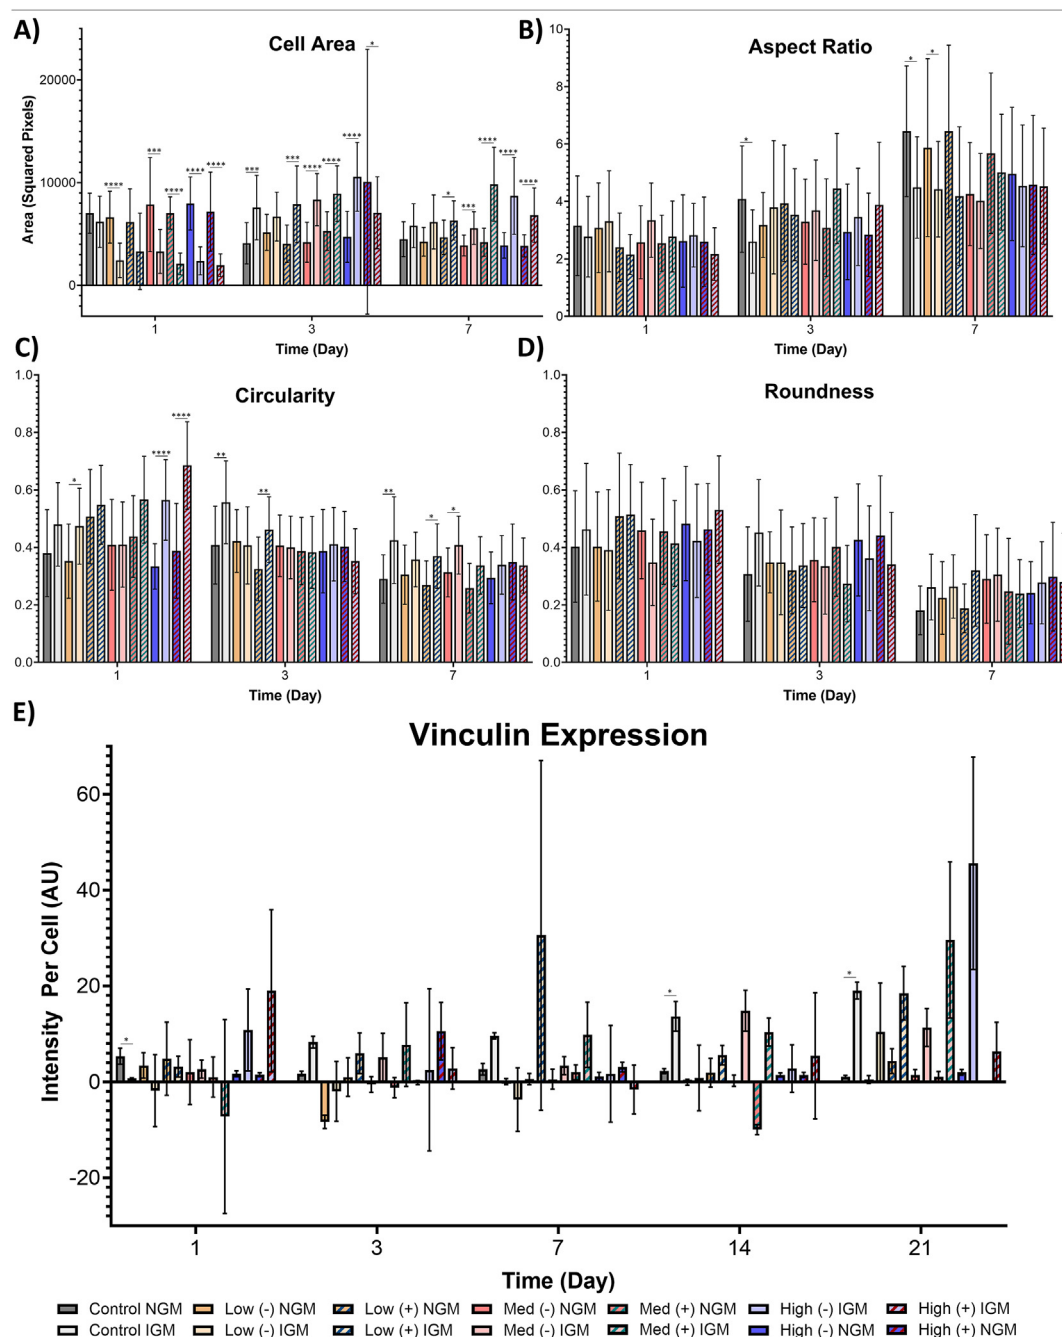 A)
Cell Area
Area (Squared Pixels)
20000
10000
0
*
****
***
****
****
****
***
***
****
****
****
*
***
****
****
****
1 3 7
Time (Day)
B)
Aspect Ratio
10
8
6
4
2
0
*
*
*
1 3 7
Time (Day)
C)
Circularity
1.0
0.8
0.6
0.4
0.2
0.0
*
****
****
**
**
**
*
*
1 3 7
Time (Day)
D)
Roundness
1.0
0.8
0.6
0.4
0.2
0.0
1 3 7
Time (Day)
E)
Vinculin Expression
Intensity Per Cell (AU)
60
40
20
0
-20
*
*
*
1 3 7 14 21
Time (Day)
Control NGM Low (-) NGM Low (+) NGM Med (-) NGM Med (+) NGM High (-) IGM High (+) IGM
Control IGM Low (-) IGM Low (+) IGM Med (-) IGM Med (+) IGM High (-) NGM High (+) NGM